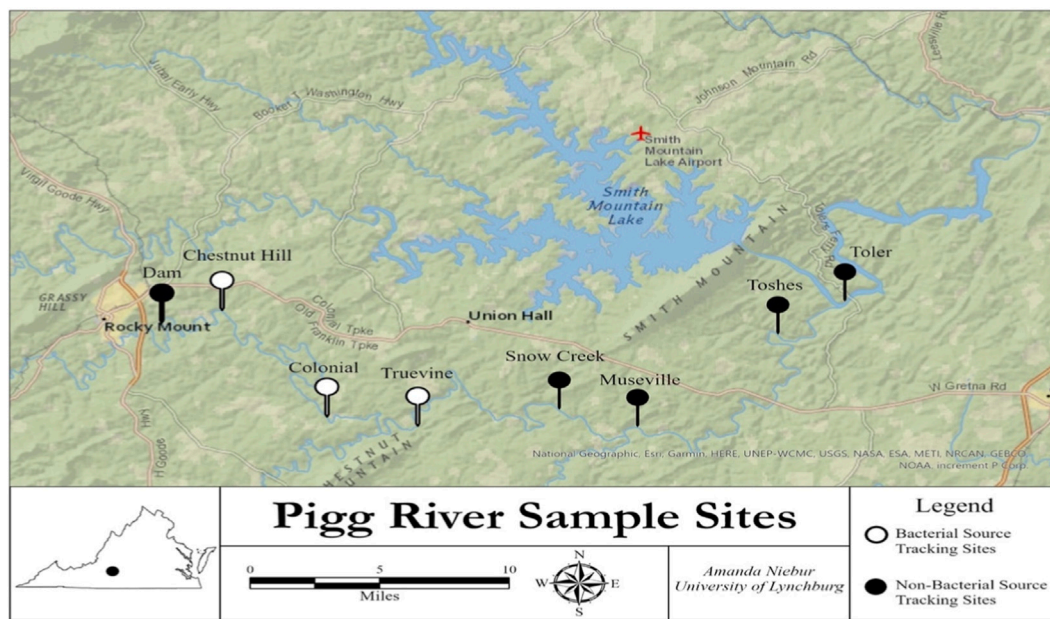 Leesville Rd
Johnson Mountain Rd
Jubal Early Hwy
Booker T Washington Hwy
Smith
Mountain
Lake Airport
Smith
Mountain
Lake
Virgil Goode Hwy
SMITH MOUNTAIN
Toler
Chestnut Hill
Dam
Toshes
GRASSY
HILL
Rocky Mount
Colonial Tpke
Old Franklin Tpke
Union Hall
Snow Creek
Colonial
Truevine
Museville
N Gretna Rd
National Geographic, Esri, Garmin, HERE, UNEP-WCMC, USGS, NASA, ESA, METI, NRCAN, GEBCO,
NOAA, increment P Corp.
Pigg River Sample Sites
0 5 10
Miles
N
W E
S
Amanda Niebur
University of Lynchburg
Legend
Bacterial Source
Tracking Sites
Non-Bacterial Source
Tracking Sites